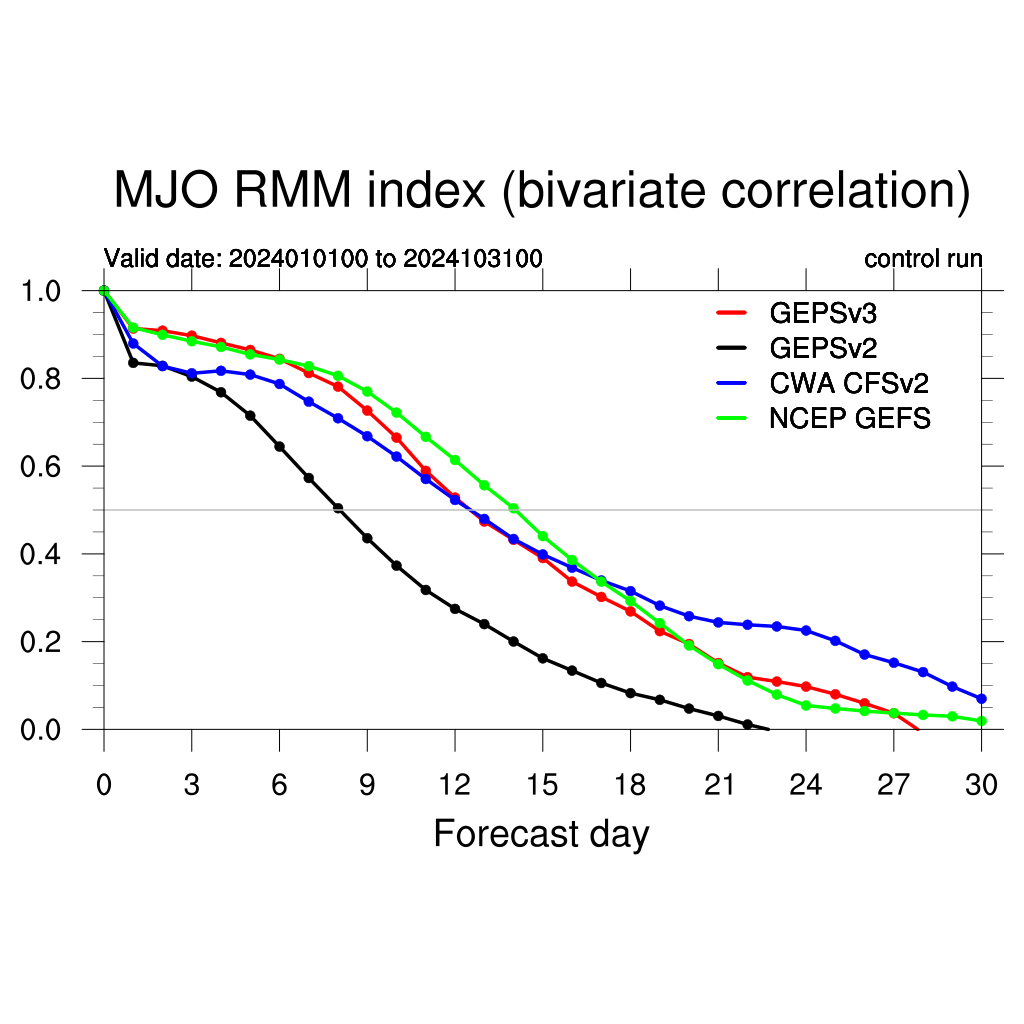 MJO RMM index (bivariate correlation)
Valid date: 2024010100 to 2024103100 control run
1.0
0.8
0.6
0.4
0.2
0.0
GEPSv3
GEPSv2
CWA CFSv2
NCEP GEFS
0 3 6 9 12 15 18 21 24 27 30
Forecast day